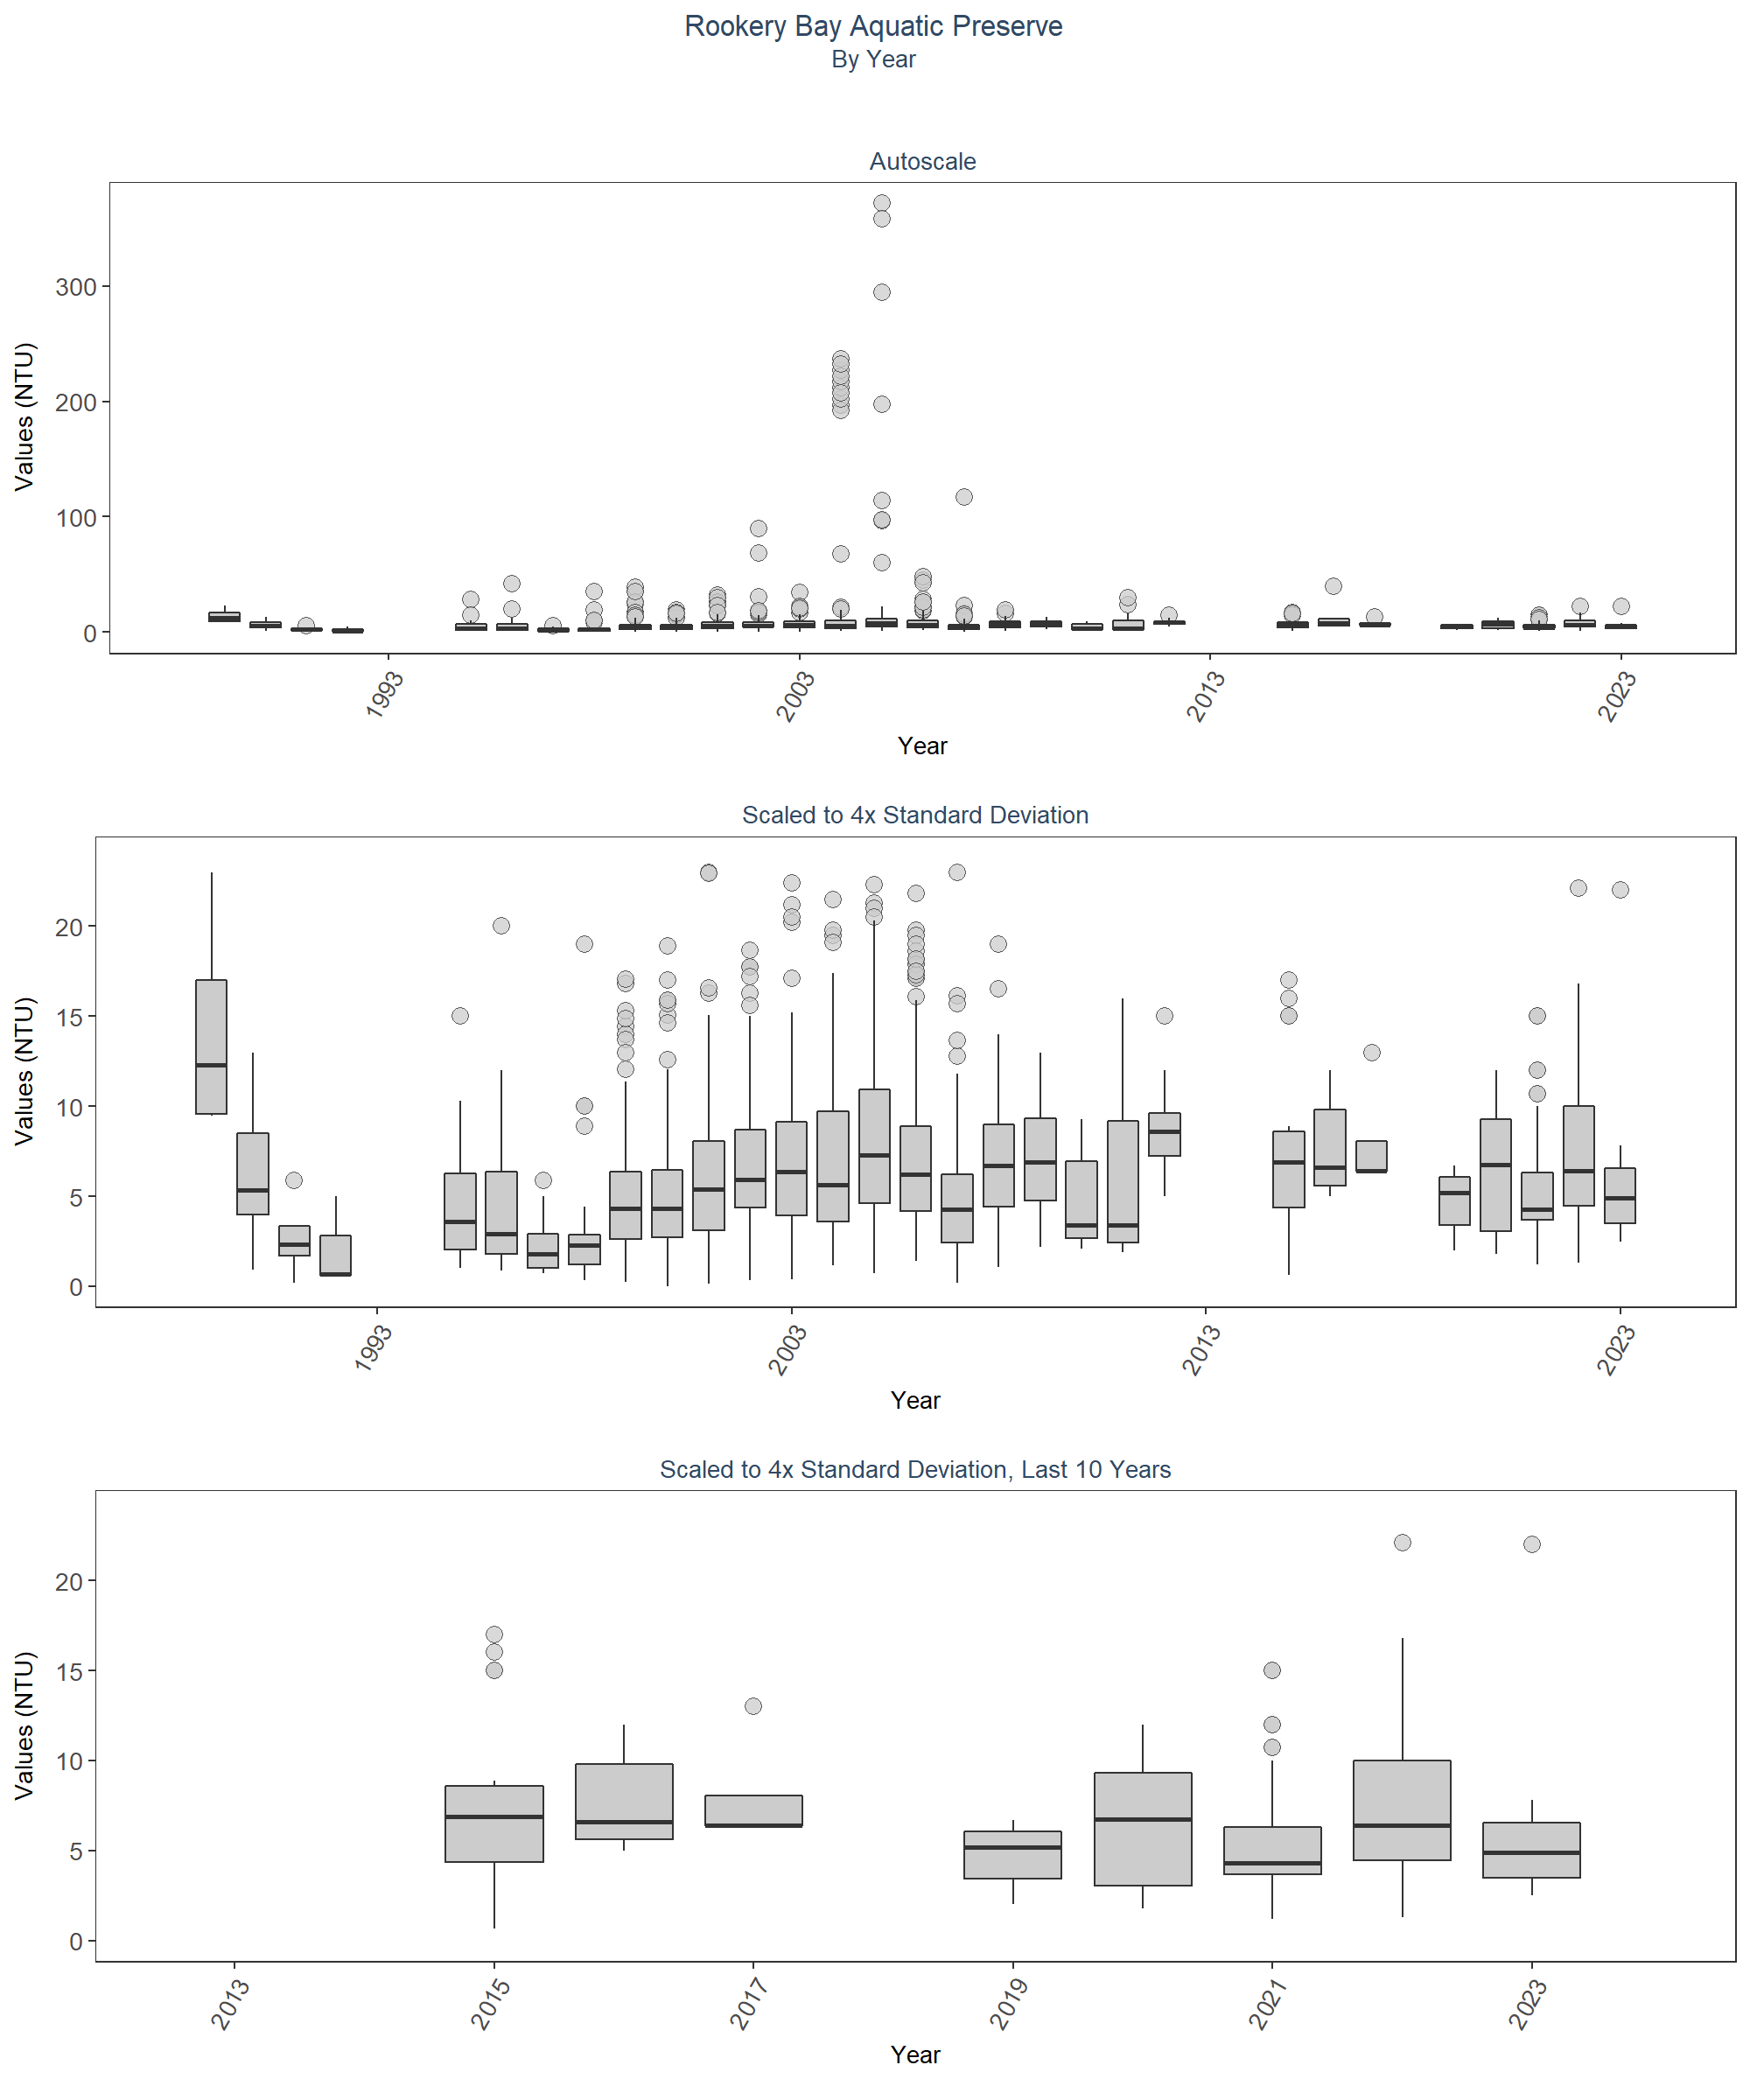 Rookery Bay Aquatic Preserve
By Year
Autoscale
Values (NTU)
300
200
100
0
1993
2003
2013
2023
Year
Scaled to 4x Standard Deviation
Values (NTU)
20
15
10
5
0
1993
2003
2013
2023
Year
Scaled to 4x Standard Deviation, Last 10 Years
Values (NTU)
20
15
10
5
0
2013
2015
2017
2019
2021
2023
Year